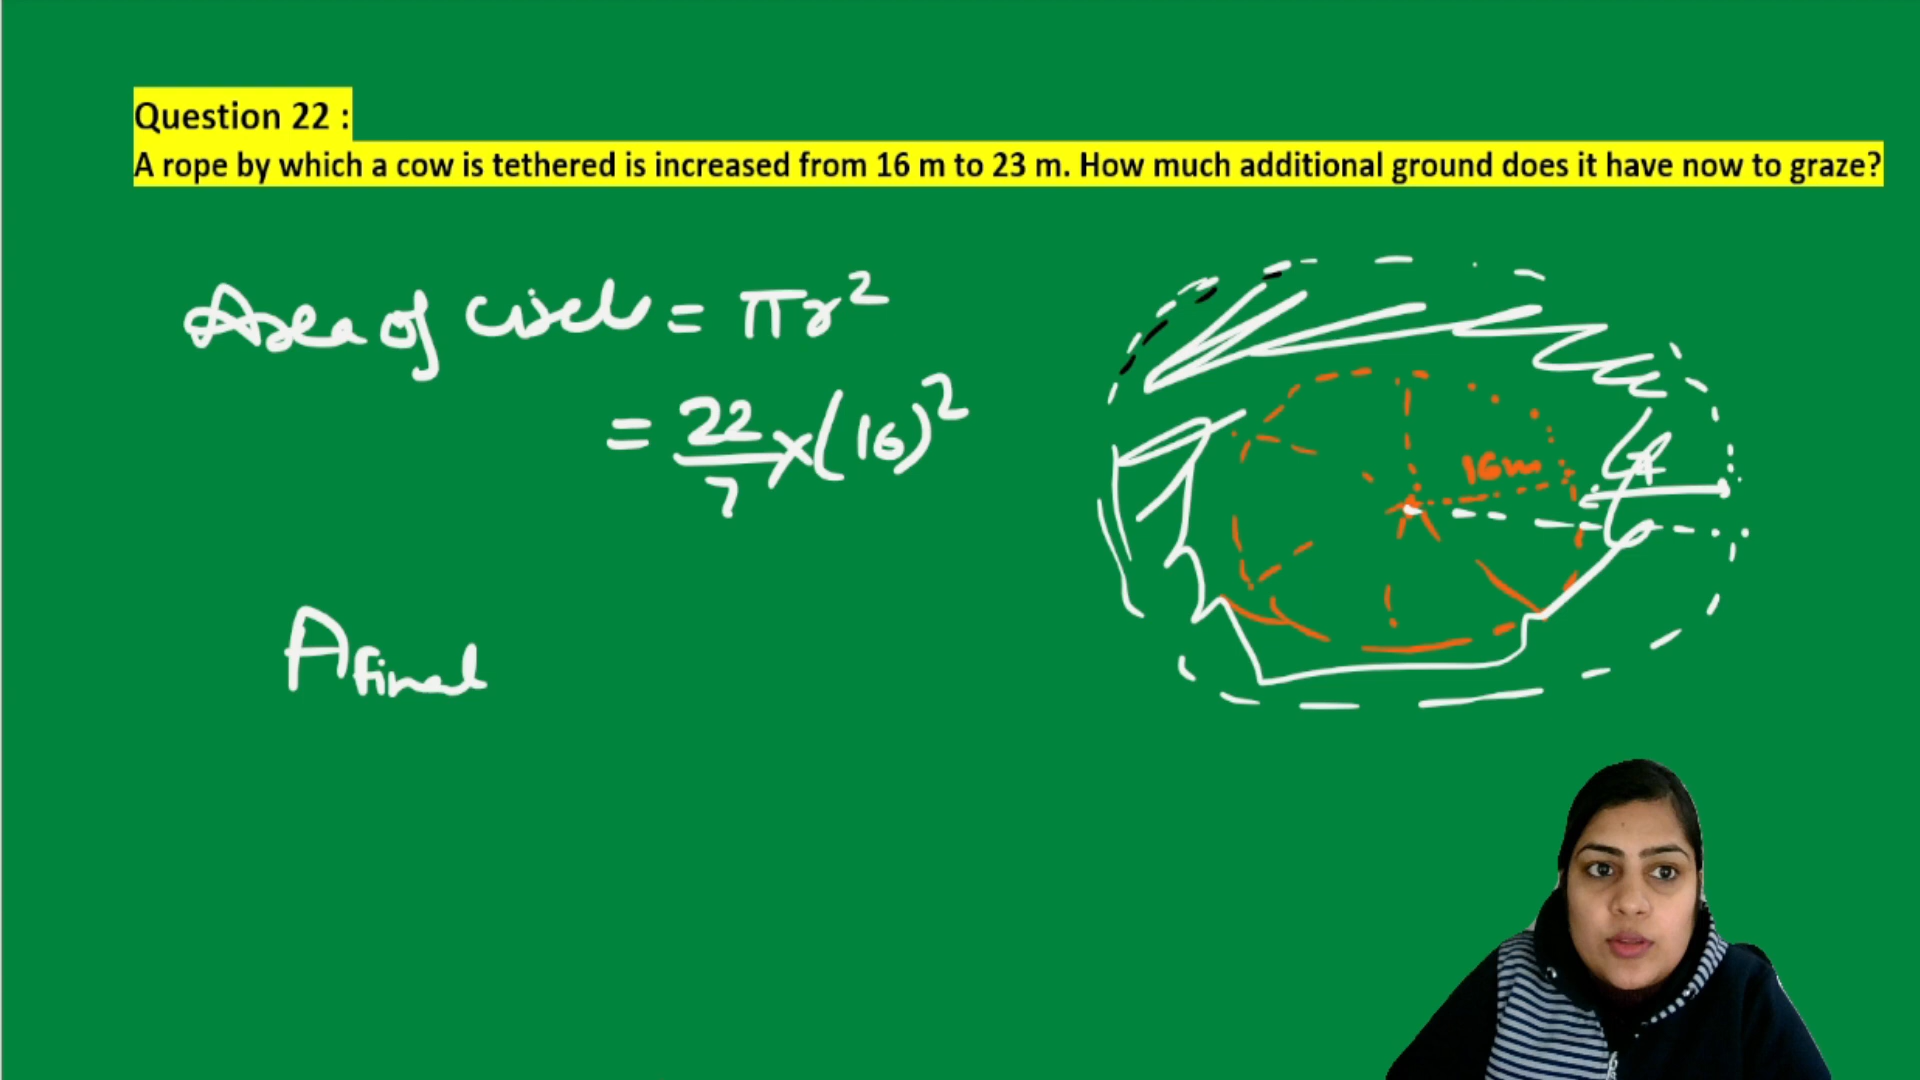 Question 22 :
A rope by which a cow is tethered is increased from 16 m to 23 m. How much additional ground does it have now to graze?
Area of circle = πr²
= 22/7 × (16)²
16m
A final